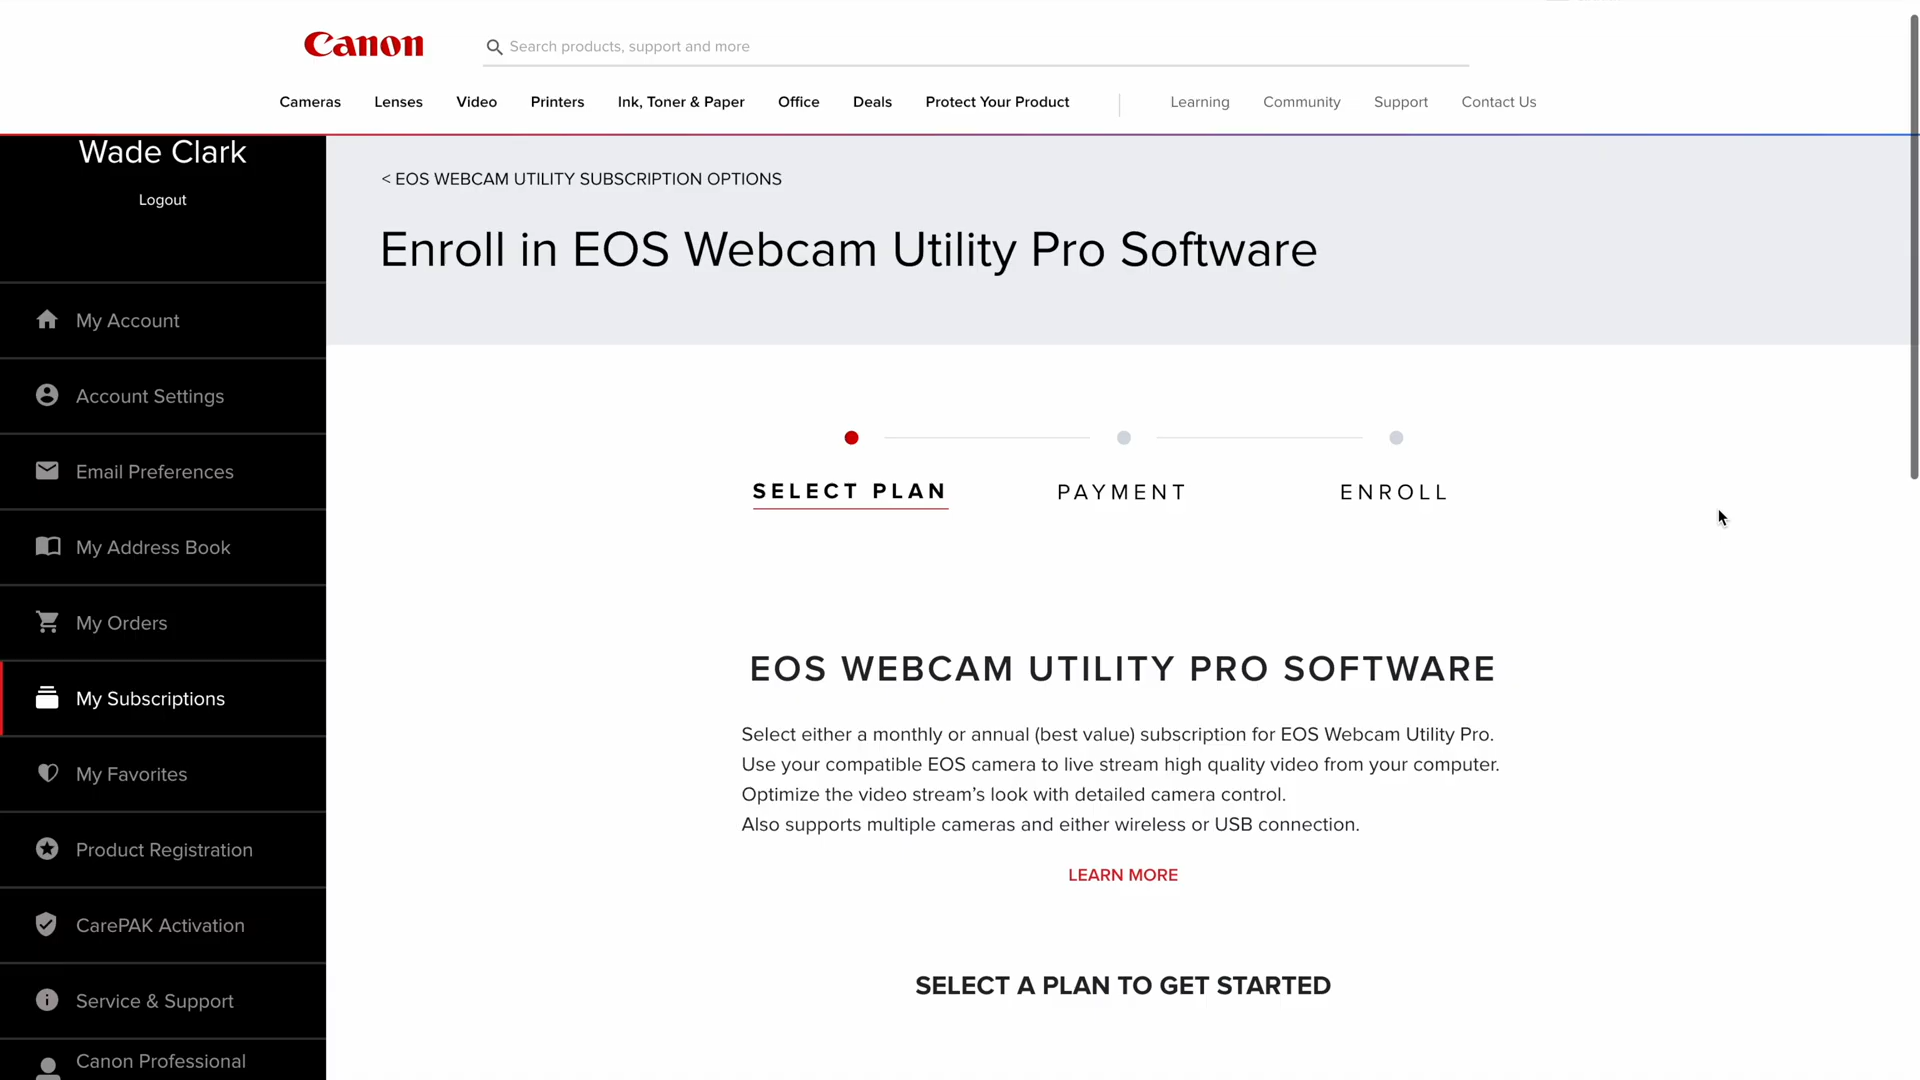 Canon
Search products, support and more
Cameras Lenses Video Printers Ink, Toner & Paper Office Deals Protect Your Product Learning Community Support Contact Us
Wade Clark
Logout
My Account
Account Settings
Email Preferences
My Address Book
My Orders
My Subscriptions
My Favorites
Product Registration
CarePAK Activation
Service & Support
Canon Professional
< EOS WEBCAM UTILITY SUBSCRIPTION OPTIONS
Enroll in EOS Webcam Utility Pro Software
SELECT PLAN PAYMENT ENROLL
EOS WEBCAM UTILITY PRO SOFTWARE
Select either a monthly or annual (best value) subscription for EOS Webcam Utility Pro.
Use your compatible EOS camera to live stream high quality video from your computer.
Optimize the video stream’s look with detailed camera control.
Also supports multiple cameras and either wireless or USB connection.
LEARN MORE
SELECT A PLAN TO GET STARTED